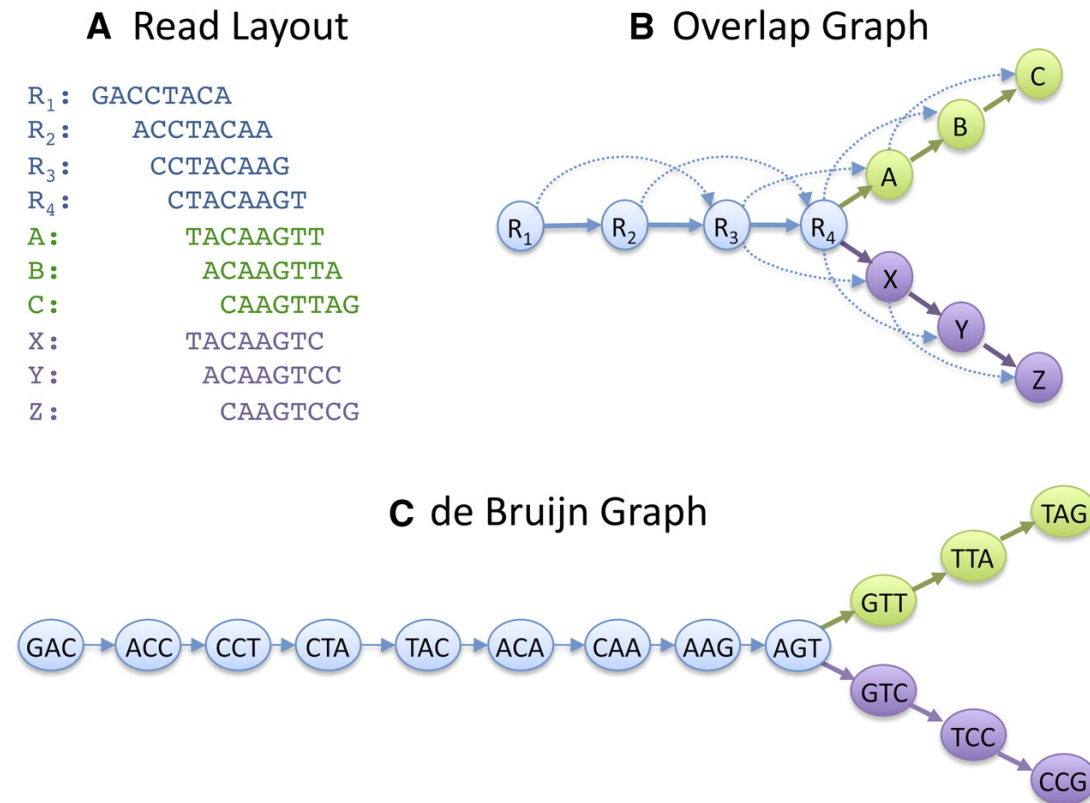 A Read Layout
R1: GACCTACA
R2: ACCTACAA
R3: CCTACAAG
R4: CTACAAGT
A: TACAAGTT
B: ACAAGTTA
C: CAAGTTAG
X: TACAAGTC
Y: ACAAGTCC
Z: CAAGTCCG
B Overlap Graph
C
B
A
R1 R2 R3 R4
X
Y
Z
C de Bruijn Graph
TAG
TTA
GTT
GAC ACC CCT CTA TAC ACA CAA AAG AGT
GTC
TCC
CCG